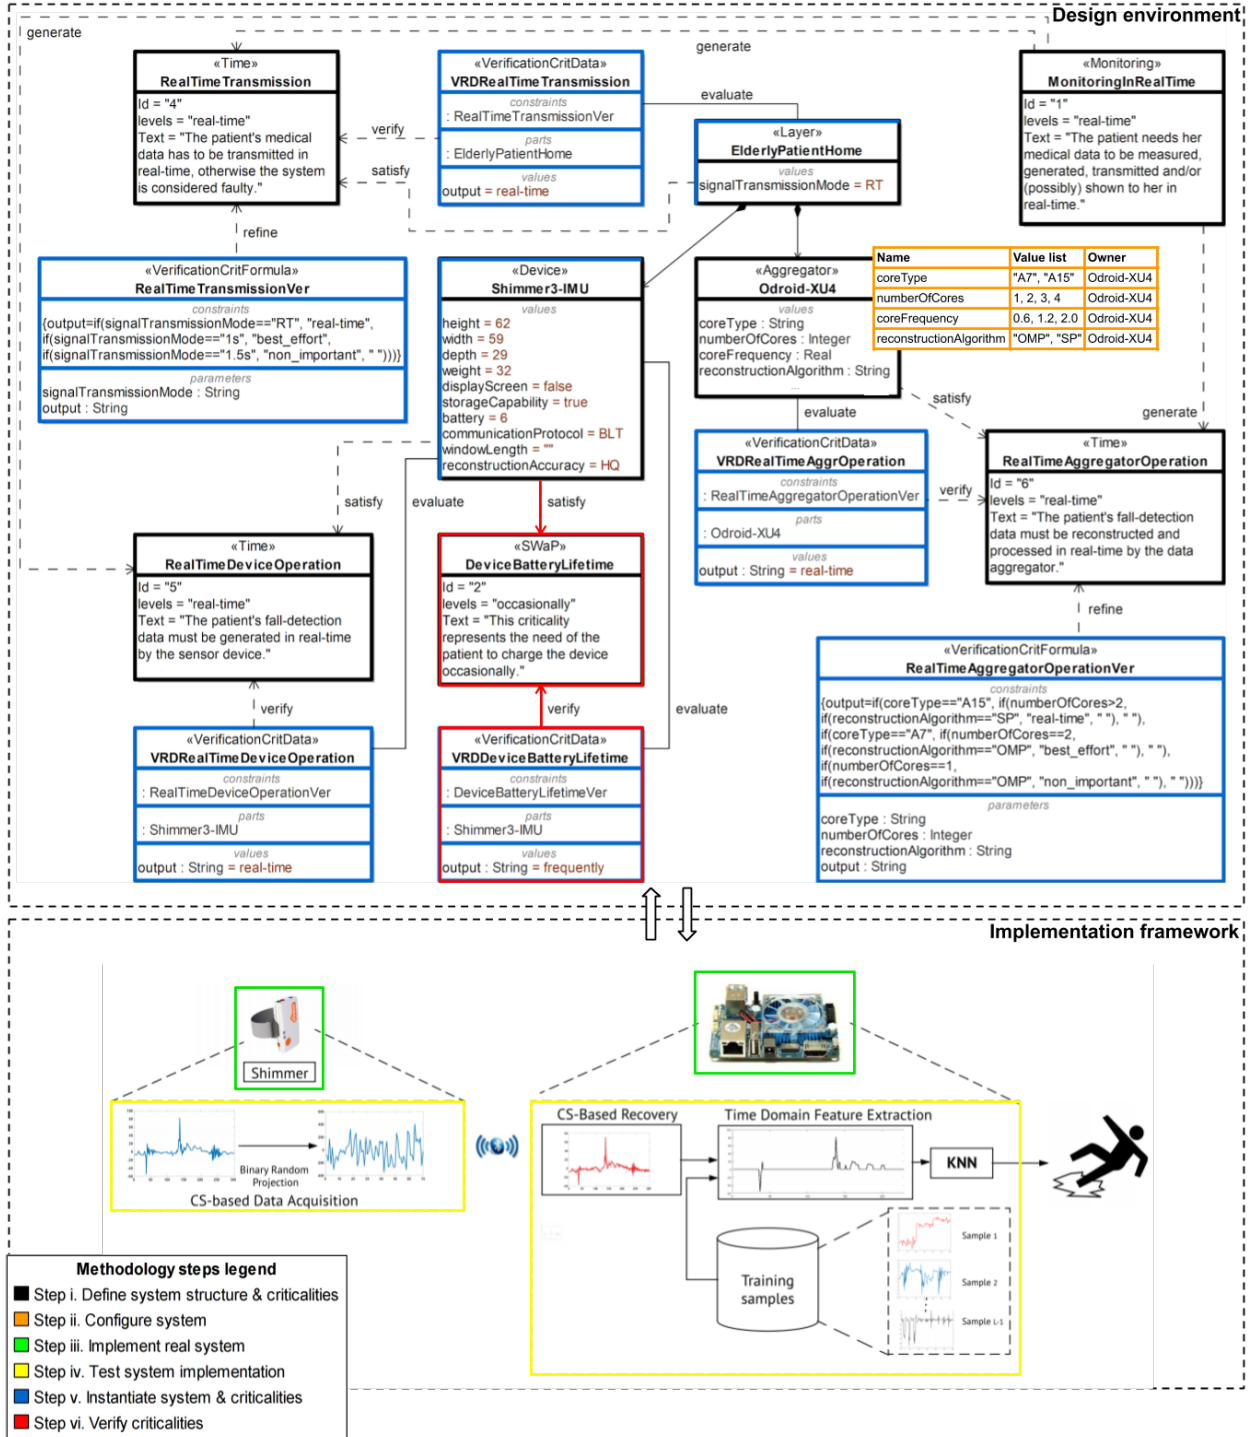 Design environment
generate
generate
«Time»
RealTimeTransmission
Id = "4"
levels = "real-time"
Text = "The patient's medical
data has to be transmitted in
real-time, otherwise the system
is considered faulty."
«VerificationCritData»
VRDRealTimeTransmission
constraints
: RealTimeTransmissionVer
parts
: ElderlyPatientHome
values
output = real-time
evaluate
verify
satisfy
«Layer»
ElderlyPatientHome
values
signalTransmissionMode = RT
«Monitoring»
MonitoringInRealTime
Id = "1"
levels = "real-time"
Text = "The patient needs her
medical data to be measured,
generated, transmitted and/or
(possibly) shown to her in
real-time."
refine
«VerificationCritFormula»
RealTimeTransmissionVer
constraints
{output=if(signalTransmissionMode=="RT", "real-time",
if(signalTransmissionMode=="1s", "best_effort",
if(signalTransmissionMode=="1.5s", "non_important", " ")))}
parameters
signalTransmissionMode : String
output : String
«Device»
Shimmer3-IMU
values
height = 62
width = 59
depth = 29
weight = 32
displayScreen = false
storageCapability = true
battery = 6
communicationProtocol = BLT
windowLength = ""
reconstructionAccuracy = HQ
«Aggregator»
Odroid-XU4
values
coreType : String
numberOfCores : Integer
coreFrequency : Real
reconstructionAlgorithm : String
...
Name Value list Owner
coreType "A7", "A15" Odroid-XU4
numberOfCores 1, 2, 3, 4 Odroid-XU4
coreFrequency 0.6, 1.2, 2.0 Odroid-XU4
reconstructionAlgorithm "OMP", "SP" Odroid-XU4
satisfy
evaluate
generate
«VerificationCritData»
VRDRealTimeAggrOperation
constraints
: RealTimeAggregatorOperationVer
parts
: Odroid-XU4
values
output : String = real-time
verify
«Time»
RealTimeAggregatorOperation
Id = "6"
levels = "real-time"
Text = "The patient's fall-detection
data must be reconstructed and
processed in real-time by the data
aggregator."
satisfy
evaluate
satisfy
«Time»
RealTimeDeviceOperation
Id = "5"
levels = "real-time"
Text = "The patient's fall-detection
data must be generated in real-time
by the sensor device."
«SWaP»
DeviceBatteryLifetime
Id = "2"
levels = "occasionally"
Text = "This criticality
represents the need of the
patient to charge the device
occasionally."
refine
«VerificationCritFormula»
RealTimeAggregatorOperationVer
constraints
{output=if(coreType=="A15", if(numberOfCores>2,
if(reconstructionAlgorithm=="SP", "real-time", " "), " "),
if(coreType=="A7", if(numberOfCores==2,
if(reconstructionAlgorithm=="OMP", "best_effort", " "), " "),
if(numberOfCores==1,
if(reconstructionAlgorithm=="OMP", "non_important", " "), " ")))}
parameters
coreType : String
numberOfCores : Integer
reconstructionAlgorithm : String
output : String
verify
verify
evaluate
«VerificationCritData»
VRDRealTimeDeviceOperation
constraints
: RealTimeDeviceOperationVer
parts
: Shimmer3-IMU
values
output : String = real-time
«VerificationCritData»
VRDDeviceBatteryLifetime
constraints
: DeviceBatteryLifetimeVer
parts
: Shimmer3-IMU
values
output : String = frequently
Implementation framework
Shimmer
Binary Random
Projection
CS-based Data Acquisition
CS-Based Recovery
Time Domain Feature Extraction
KNN
Training
samples
Sample 1
Sample 2
Sample L-1
Methodology steps legend
Step i. Define system structure & criticalities
Step ii. Configure system
Step iii. Implement real system
Step iv. Test system implementation
Step v. Instantiate system & criticalities
Step vi. Verify criticalities